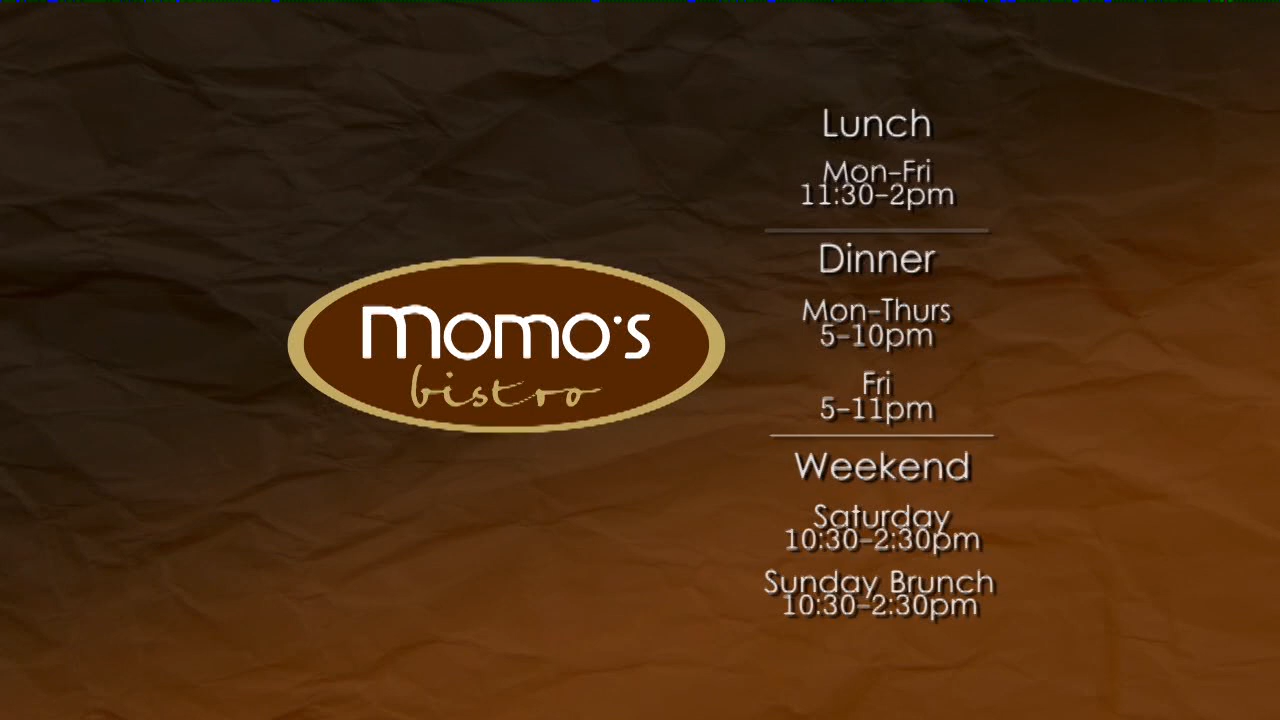 momo's
bistro
Lunch
Mon-Fri
11:30-2pm
Dinner
Mon-Thurs
5-10pm
Fri
5-11pm
Weekend
Saturday
10:30-2:30pm
Sunday Brunch
10:30-2:30pm